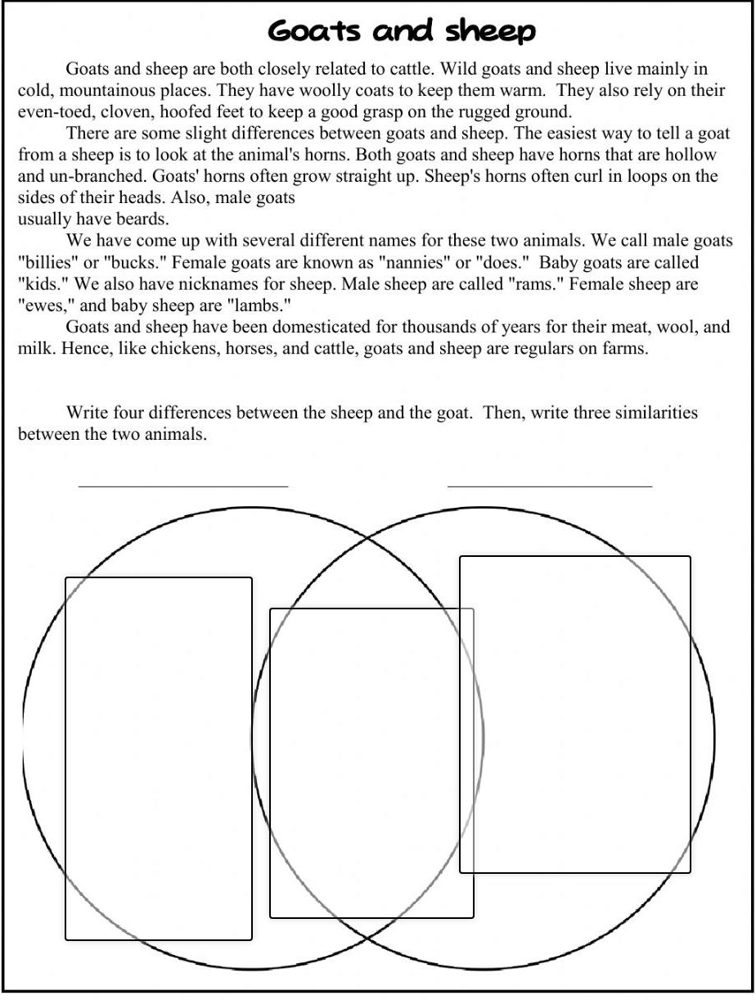 Goats and sheep
Goats and sheep are both closely related to cattle. Wild goats and sheep live mainly in
cold, mountainous places. They have woolly coats to keep them warm.  They also rely on their
even-toed, cloven, hoofed feet to keep a good grasp on the rugged ground.
There are some slight differences between goats and sheep. The easiest way to tell a goat
from a sheep is to look at the animal's horns. Both goats and sheep have horns that are hollow
and un-branched. Goats' horns often grow straight up. Sheep's horns often curl in loops on the
sides of their heads. Also, male goats
usually have beards.
We have come up with several different names for these two animals. We call male goats
"billies" or "bucks." Female goats are known as "nannies" or "does."  Baby goats are called
"kids." We also have nicknames for sheep. Male sheep are called "rams." Female sheep are
"ewes," and baby sheep are "lambs."
Goats and sheep have been domesticated for thousands of years for their meat, wool, and
milk. Hence, like chickens, horses, and cattle, goats and sheep are regulars on farms.
Write four differences between the sheep and the goat.  Then, write three similarities
between the two animals.